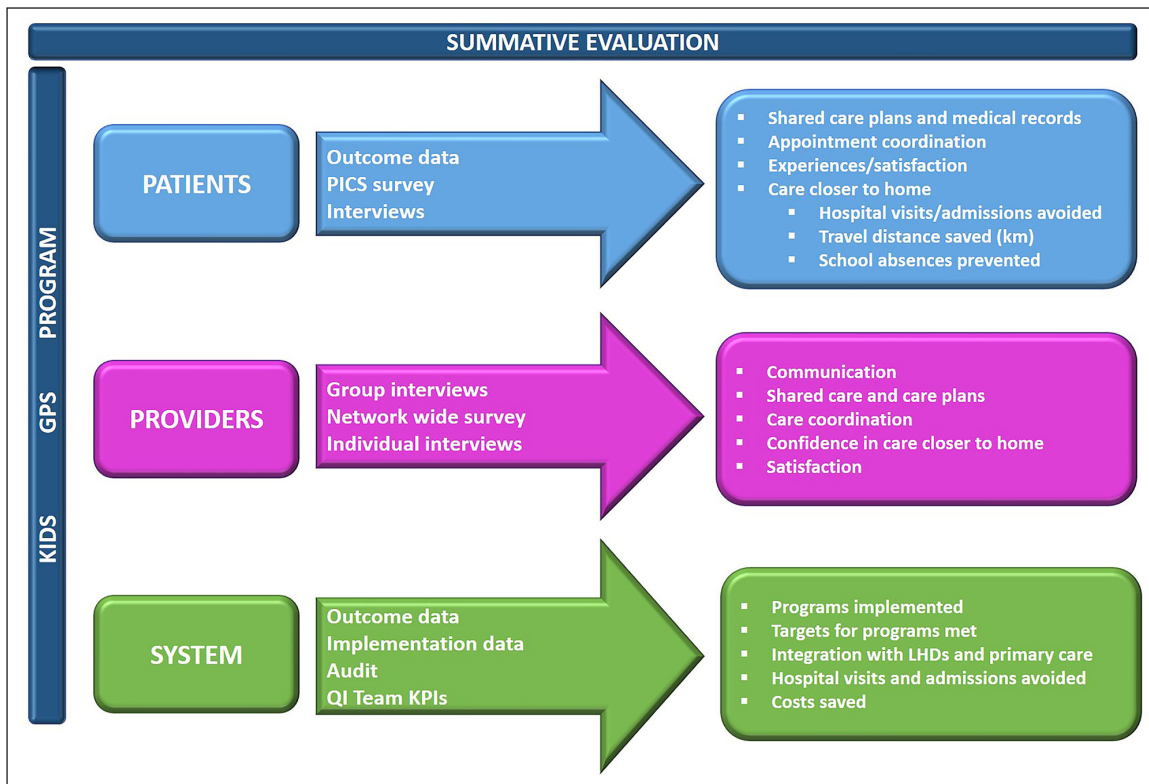 SUMMATIVE EVALUATION
KIDS GPS PROGRAM
PATIENTS
Outcome data
PICS survey
Interviews
▪ Shared care plans and medical records
▪ Appointment coordination
▪ Experiences/satisfaction
▪ Care closer to home
▪ Hospital visits/admissions avoided
▪ Travel distance saved (km)
▪ School absences prevented
PROVIDERS
Group interviews
Network wide survey
Individual interviews
▪ Communication
▪ Shared care and care plans
▪ Care coordination
▪ Confidence in care closer to home
▪ Satisfaction
SYSTEM
Outcome data
Implementation data
Audit
QI Team KPIs
▪ Programs implemented
▪ Targets for programs met
▪ Integration with LHDs and primary care
▪ Hospital visits and admissions avoided
▪ Costs saved